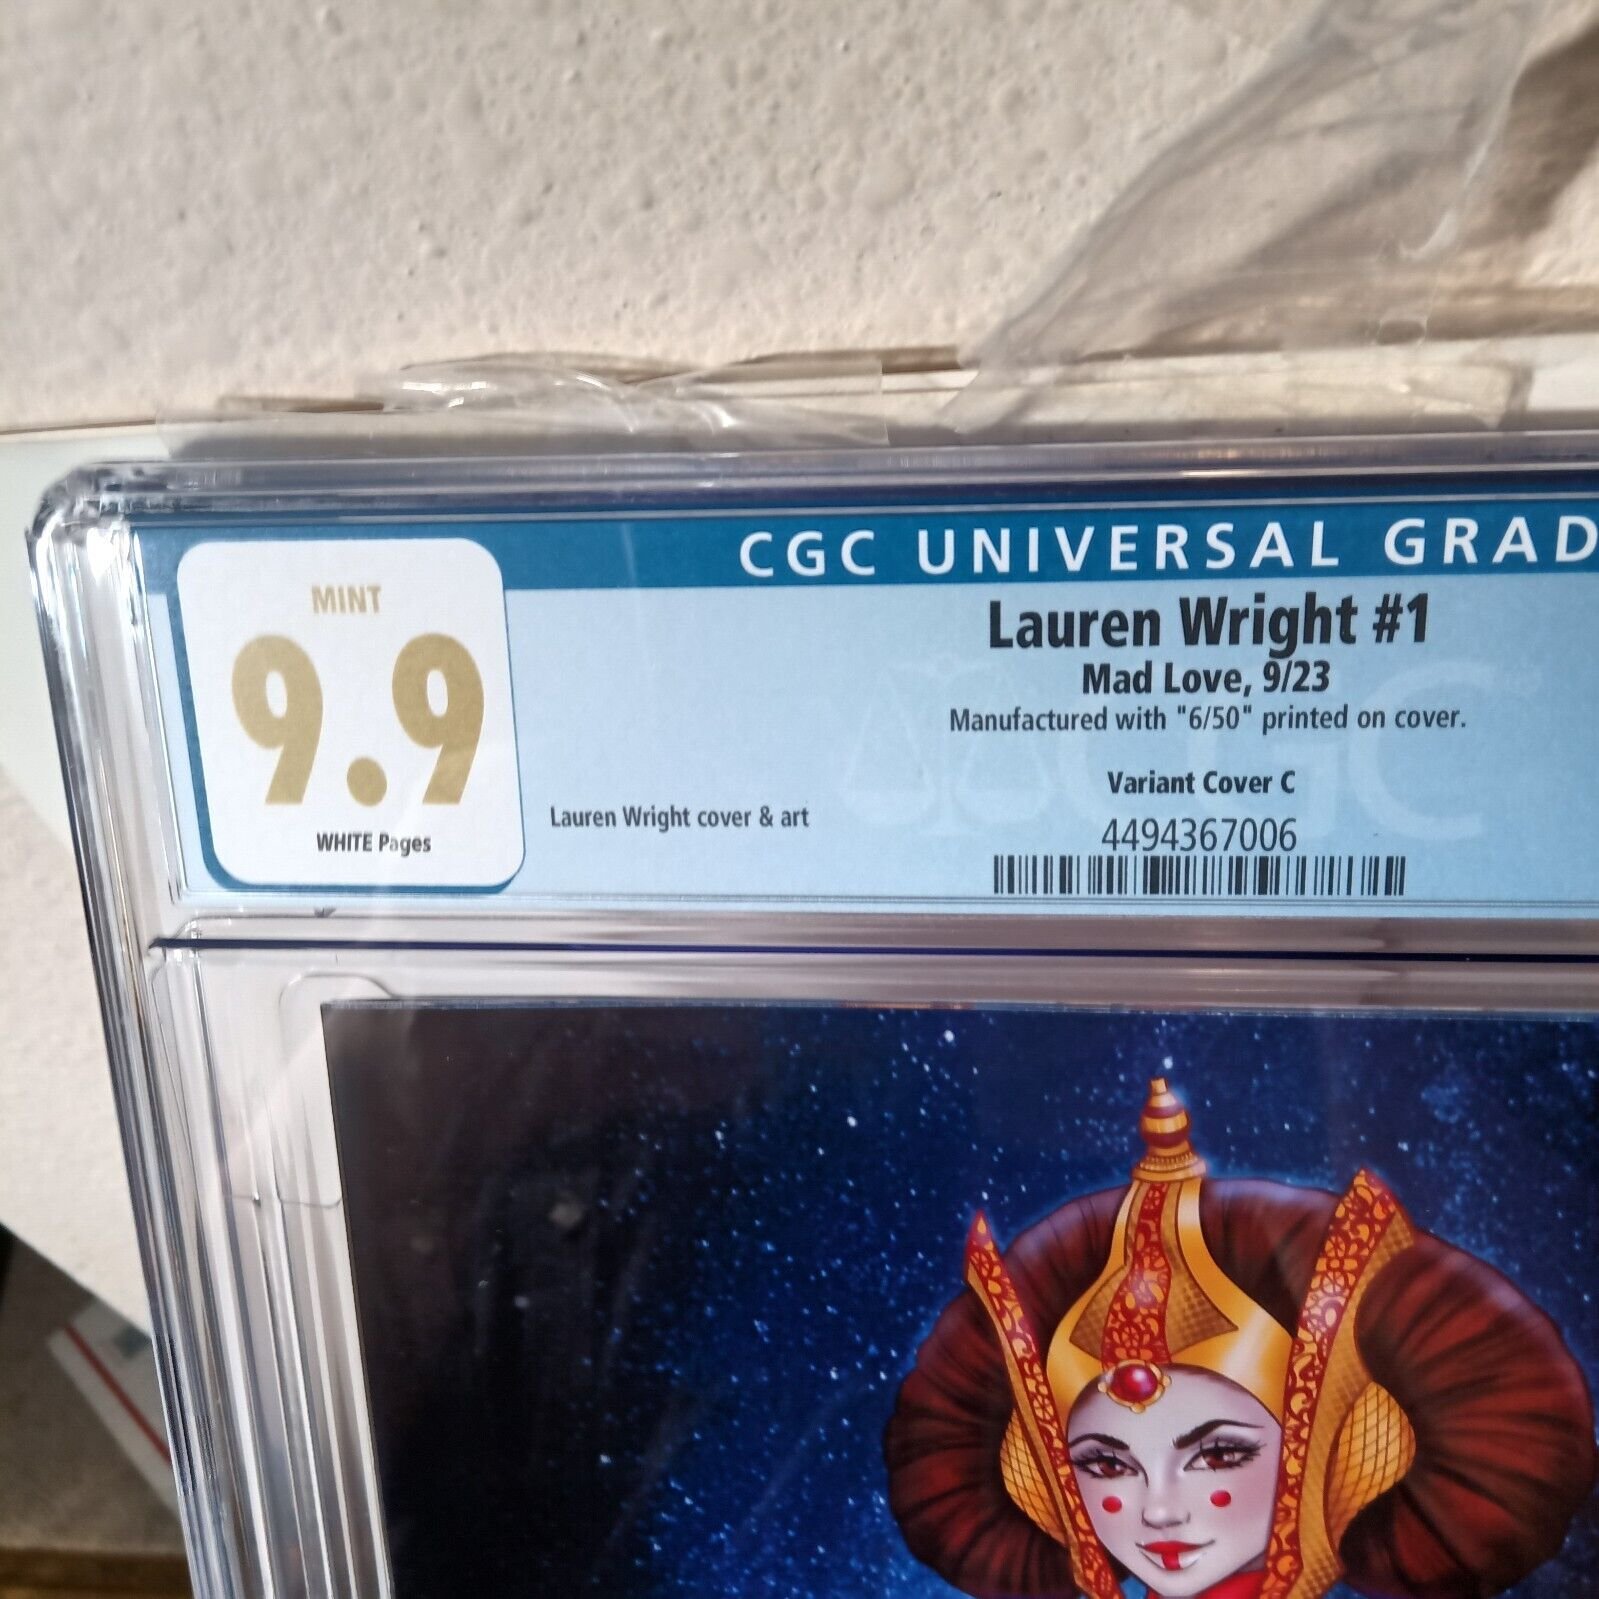 CGC UNIVERSAL GRAD
MINT
9.9
WHITE Pages
Lauren Wright #1
Mad Love, 9/23
Manufactured with "6/50" printed on cover.
Variant Cover C
Lauren Wright cover & art
4494367006
CGC